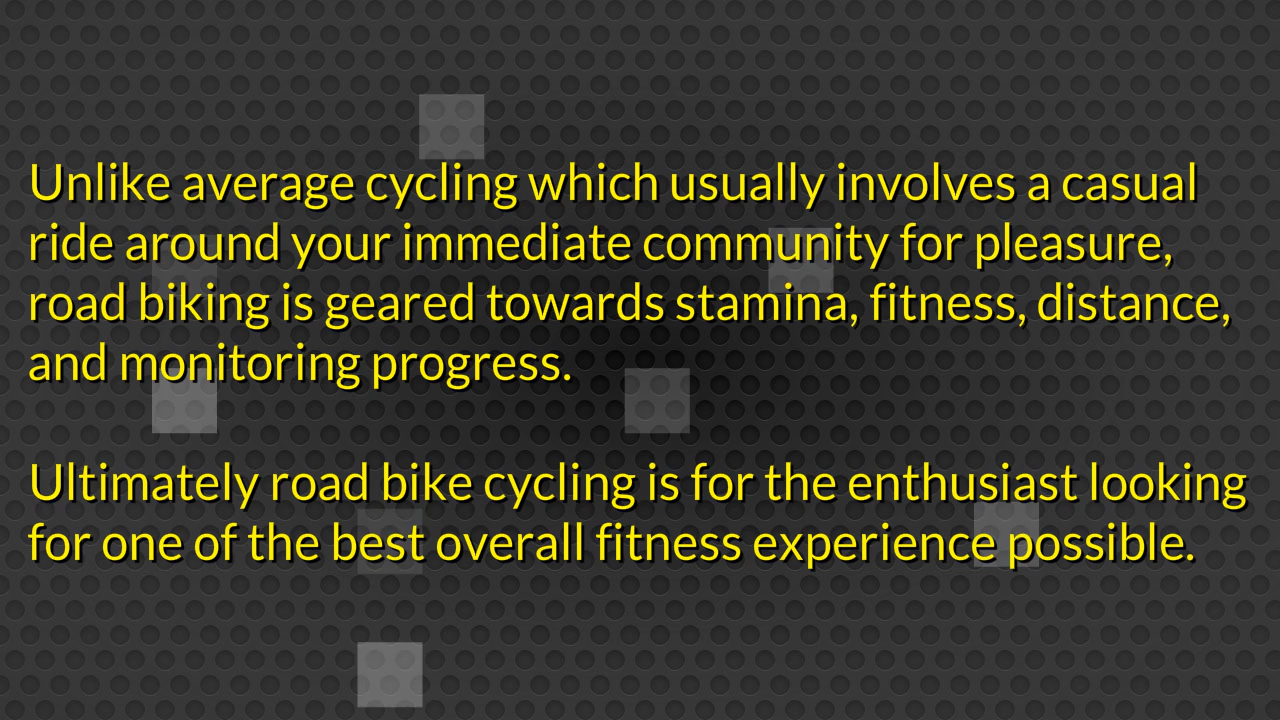 Unlike average cycling which usually involves a casual
ride around your immediate community for pleasure,
road biking is geared towards stamina, fitness, distance,
and monitoring progress.
Ultimately road bike cycling is for the enthusiast looking
for one of the best overall fitness experience possible.